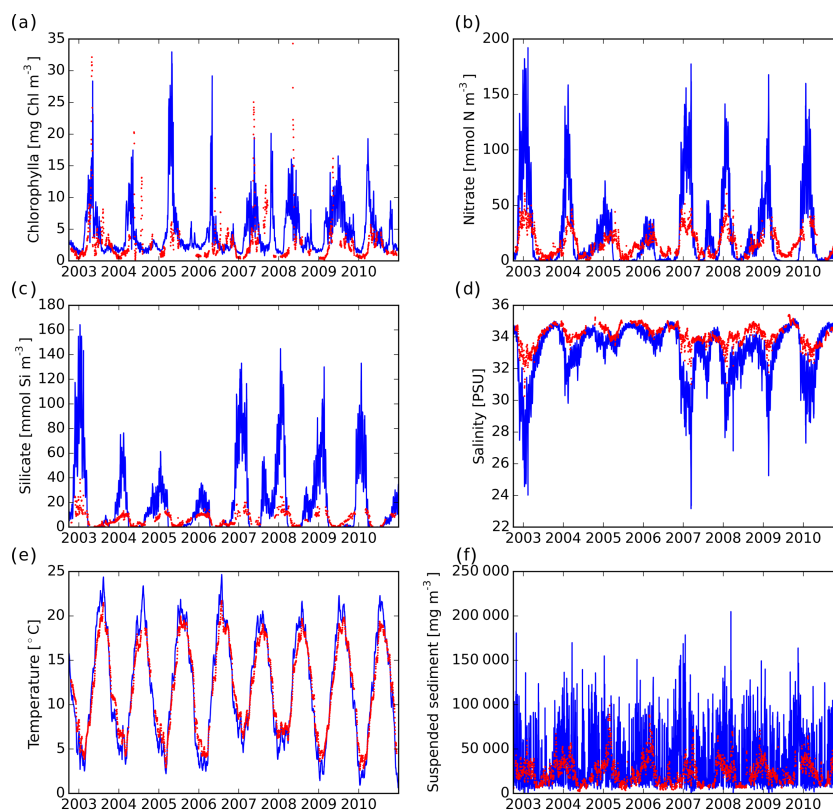 (a)
35
30
25
20
15
10
5
0
Chlorophylla [mg Chl m⁻³]
2003 2004 2005 2006 2007 2008 2009 2010
(b)
200
150
100
50
0
Nitrate [mmol N m⁻³]
2003 2004 2005 2006 2007 2008 2009 2010
(c)
180
160
140
120
100
80
60
40
20
0
Silicate [mmol Si m⁻³]
2003 2004 2005 2006 2007 2008 2009 2010
(d)
36
34
32
30
28
26
24
22
Salinity [PSU]
2003 2004 2005 2006 2007 2008 2009 2010
(e)
25
20
15
10
5
0
Temperature [°C]
2003 2004 2005 2006 2007 2008 2009 2010
(f)
250 000
200 000
150 000
100 000
50 000
0
Suspended sediment [mg m⁻³]
2003 2004 2005 2006 2007 2008 2009 2010